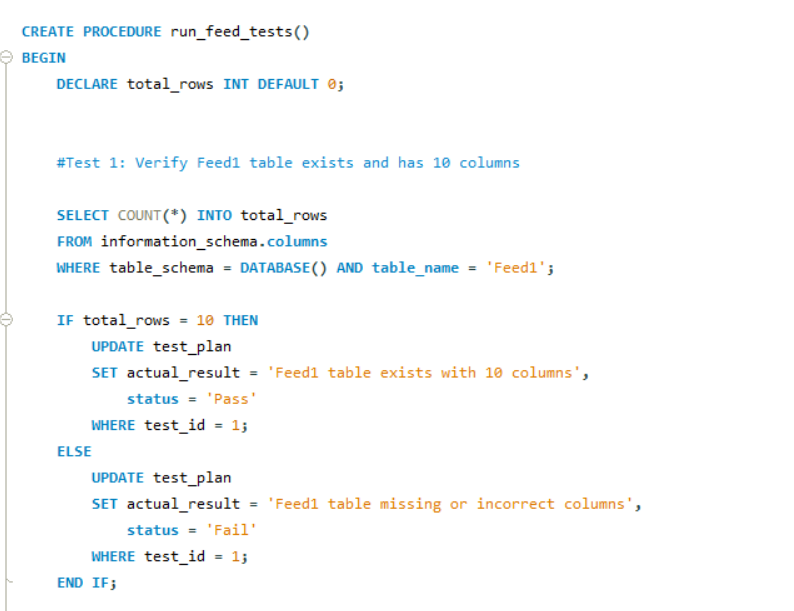 CREATE PROCEDURE run_feed_tests()
BEGIN
DECLARE total_rows INT DEFAULT 0;
#Test 1: Verify Feed1 table exists and has 10 columns
SELECT COUNT(*) INTO total_rows
FROM information_schema.columns
WHERE table_schema = DATABASE() AND table_name = 'Feed1';
IF total_rows = 10 THEN
UPDATE test_plan
SET actual_result = 'Feed1 table exists with 10 columns',
status = 'Pass'
WHERE test_id = 1;
ELSE
UPDATE test_plan
SET actual_result = 'Feed1 table missing or incorrect columns',
status = 'Fail'
WHERE test_id = 1;
END IF;